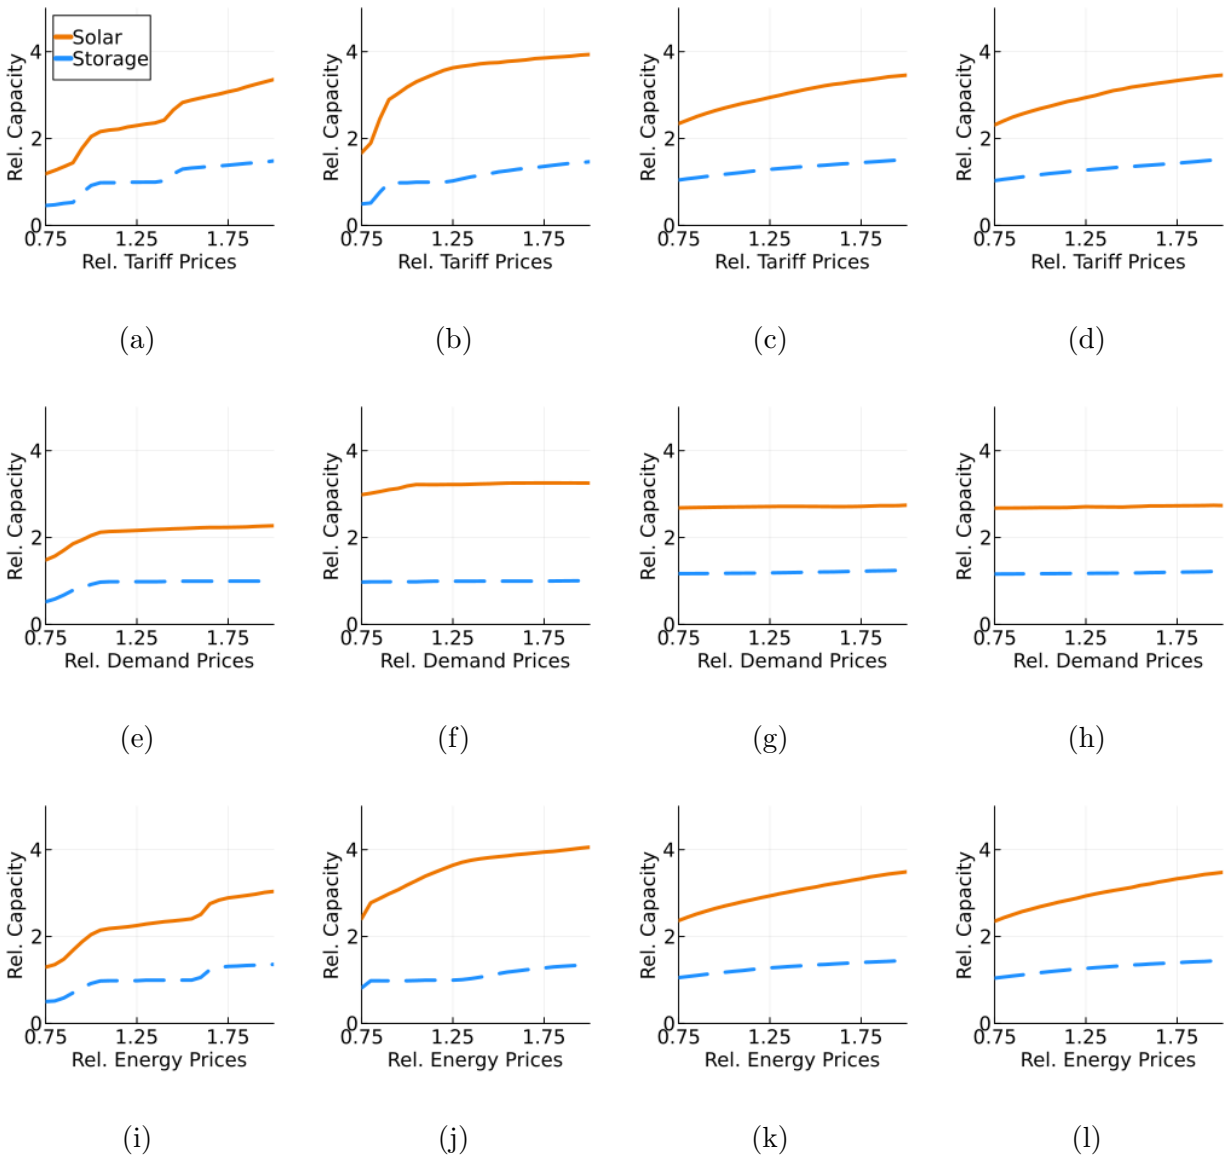 Solar
Storage
Rel. Capacity
4
2
0
0.75 1.25 1.75
Rel. Tariff Prices
(a)
Rel. Capacity
4
2
0
0.75 1.25 1.75
Rel. Tariff Prices
(b)
Rel. Capacity
4
2
0
0.75 1.25 1.75
Rel. Tariff Prices
(c)
Rel. Capacity
4
2
0
0.75 1.25 1.75
Rel. Tariff Prices
(d)
Rel. Capacity
4
2
0
0.75 1.25 1.75
Rel. Demand Prices
(e)
Rel. Capacity
4
2
0
0.75 1.25 1.75
Rel. Demand Prices
(f)
Rel. Capacity
4
2
0
0.75 1.25 1.75
Rel. Demand Prices
(g)
Rel. Capacity
4
2
0
0.75 1.25 1.75
Rel. Demand Prices
(h)
Rel. Capacity
4
2
0
0.75 1.25 1.75
Rel. Energy Prices
(i)
Rel. Capacity
4
2
0
0.75 1.25 1.75
Rel. Energy Prices
(j)
Rel. Capacity
4
2
0
0.75 1.25 1.75
Rel. Energy Prices
(k)
Rel. Capacity
4
2
0
0.75 1.25 1.75
Rel. Energy Prices
(l)